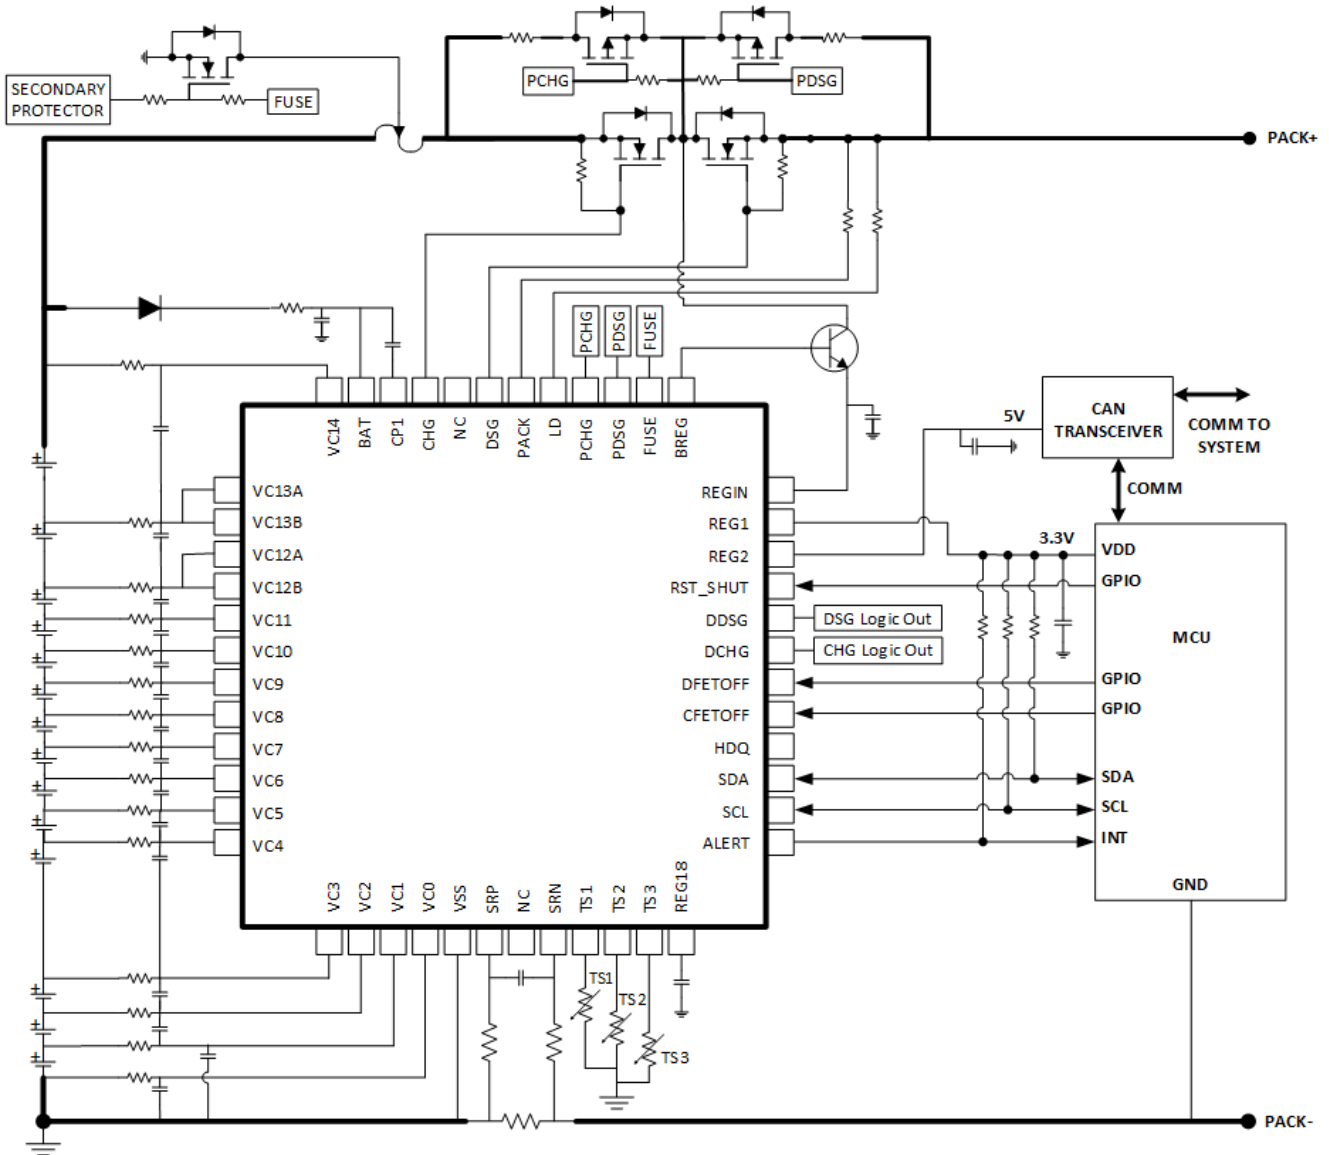 SECONDARY
PROTECTOR
FUSE
PCHG
PDSG
PACK+
PCHG
PDSG
FUSE
VC14
BAT
CP1
CHG
NC
DSG
PACK
LD
PCHG
PDSG
FUSE
BREG
CAN
TRANSCEIVER
5V
COMM TO
SYSTEM
COMM
VC13A
VC13B
VC12A
VC12B
VC11
VC10
VC9
VC8
VC7
VC6
VC5
VC4
REGIN
REG1
REG2
RST_SHUT
DDSG
DCHG
DFETOFF
CFETOFF
HDQ
SDA
SCL
ALERT
DSG Logic Out
CHG Logic Out
3.3V
VDD
GPIO
MCU
GPIO
GPIO
SDA
SCL
INT
GND
VC3
VC2
VC1
VC0
VSS
SRP
NC
SRN
TS1
TS2
TS3
REG18
TS1
TS2
TS3
PACK-
+
+
+
+
+
+
+
+
+
+
+
+
+
+